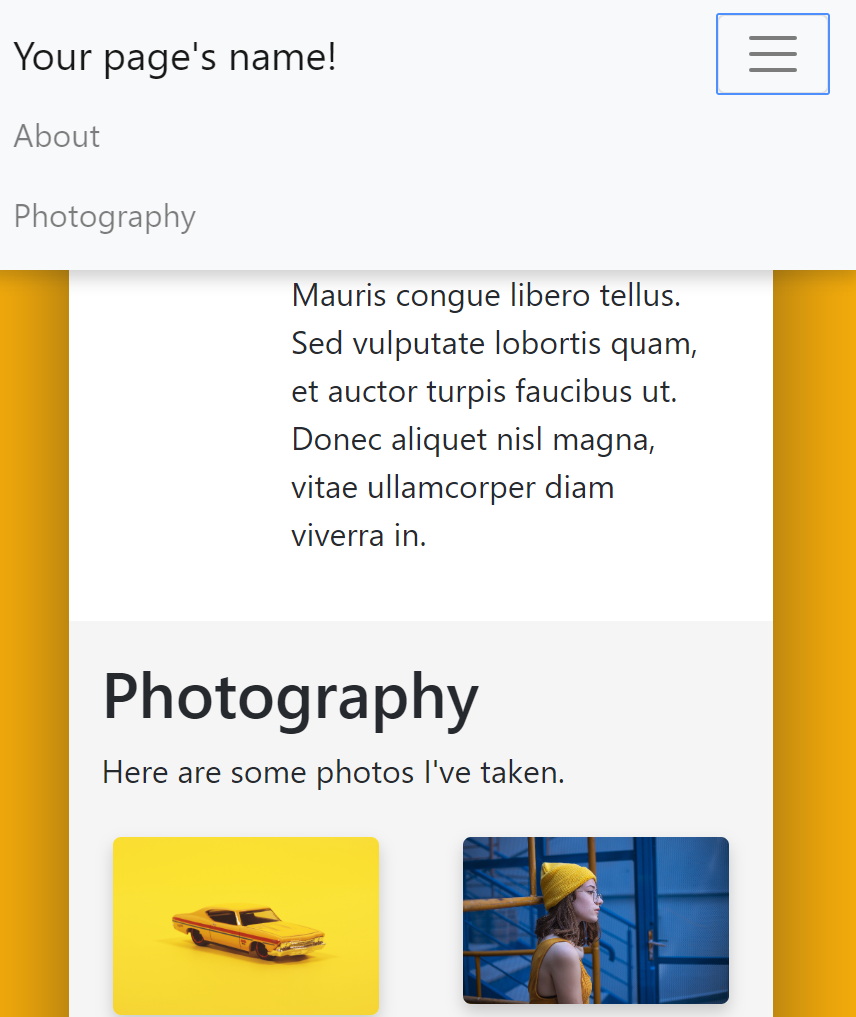 Your page's name!
About
Photography
Mauris congue libero tellus.
Sed vulputate lobortis quam,
et auctor turpis faucibus ut.
Donec aliquet nisl magna,
vitae ullamcorper diam
viverra in.
Photography
Here are some photos I've taken.